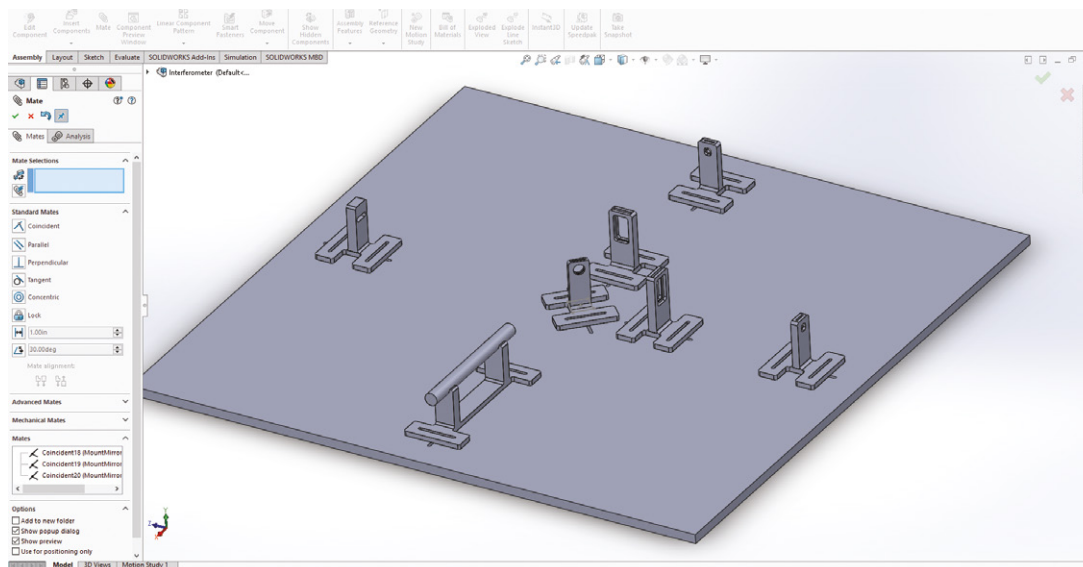 Edit Component
Insert Components
Mate
Component Preview Window
Linear Component Pattern
Smart Fasteners
Move Component
Show Hidden Components
Assembly Features
Reference Geometry
New Motion Study
Bill of Materials
Exploded View
Explode Line Sketch
Instant3D
Update Speedpak
Take Snapshot
Assembly Layout Sketch Evaluate SOLIDWORKS Add-Ins Simulation SOLIDWORKS MBD
Interferometer (Default<...
Mate
Mates Analysis
Mate Selections
Standard Mates
Coincident
Parallel
Perpendicular
Tangent
Concentric
Lock
1.00in
30.00deg
Mate alignment:
Advanced Mates
Mechanical Mates
Mates
Coincident18 (MountMirror
Coincident19 (MountMirror
Coincident20 (MountMirror
Options
Add to new folder
Show popup dialog
Show preview
Use for positioning only
Y
Z
Model 3D Views Motion Study 1